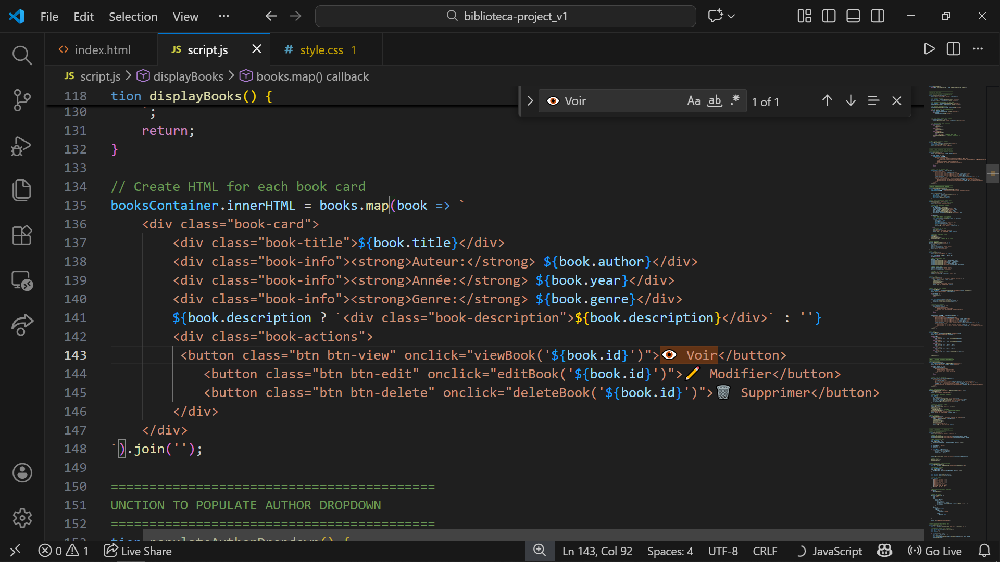 File Edit Selection View ··· biblioteca-project_v1
<> index.html JS script.js # style.css 1
JS script.js > displayBooks > books.map() callback
👁️ Voir Aa ab .* 1 of 1
118 tion displayBooks() {
130 `;
131 return;
132 }
133
134 // Create HTML for each book card
135 booksContainer.innerHTML = books.map(book => `
136 <div class="book-card">
137 <div class="book-title">${book.title}</div>
138 <div class="book-info"><strong>Auteur:</strong> ${book.author}</div>
139 <div class="book-info"><strong>Année:</strong> ${book.year}</div>
140 <div class="book-info"><strong>Genre:</strong> ${book.genre}</div>
141 ${book.description ? `<div class="book-description">${book.description}</div>` : ''}
142 <div class="book-actions">
143 <button class="btn btn-view" onclick="viewBook('${book.id}')">👁️ Voir</button>
144 <button class="btn btn-edit" onclick="editBook('${book.id}')">✏️ Modifier</button>
145 <button class="btn btn-delete" onclick="deleteBook('${book.id}')">🗑️ Supprimer</button>
146 </div>
147 </div>
148 `).join('');
149
150 ==========================================
151 UNCTION TO POPULATE AUTHOR DROPDOWN
152 ==========================================
0 1 Live Share Ln 143, Col 92 Spaces: 4 UTF-8 CRLF JavaScript Go Live